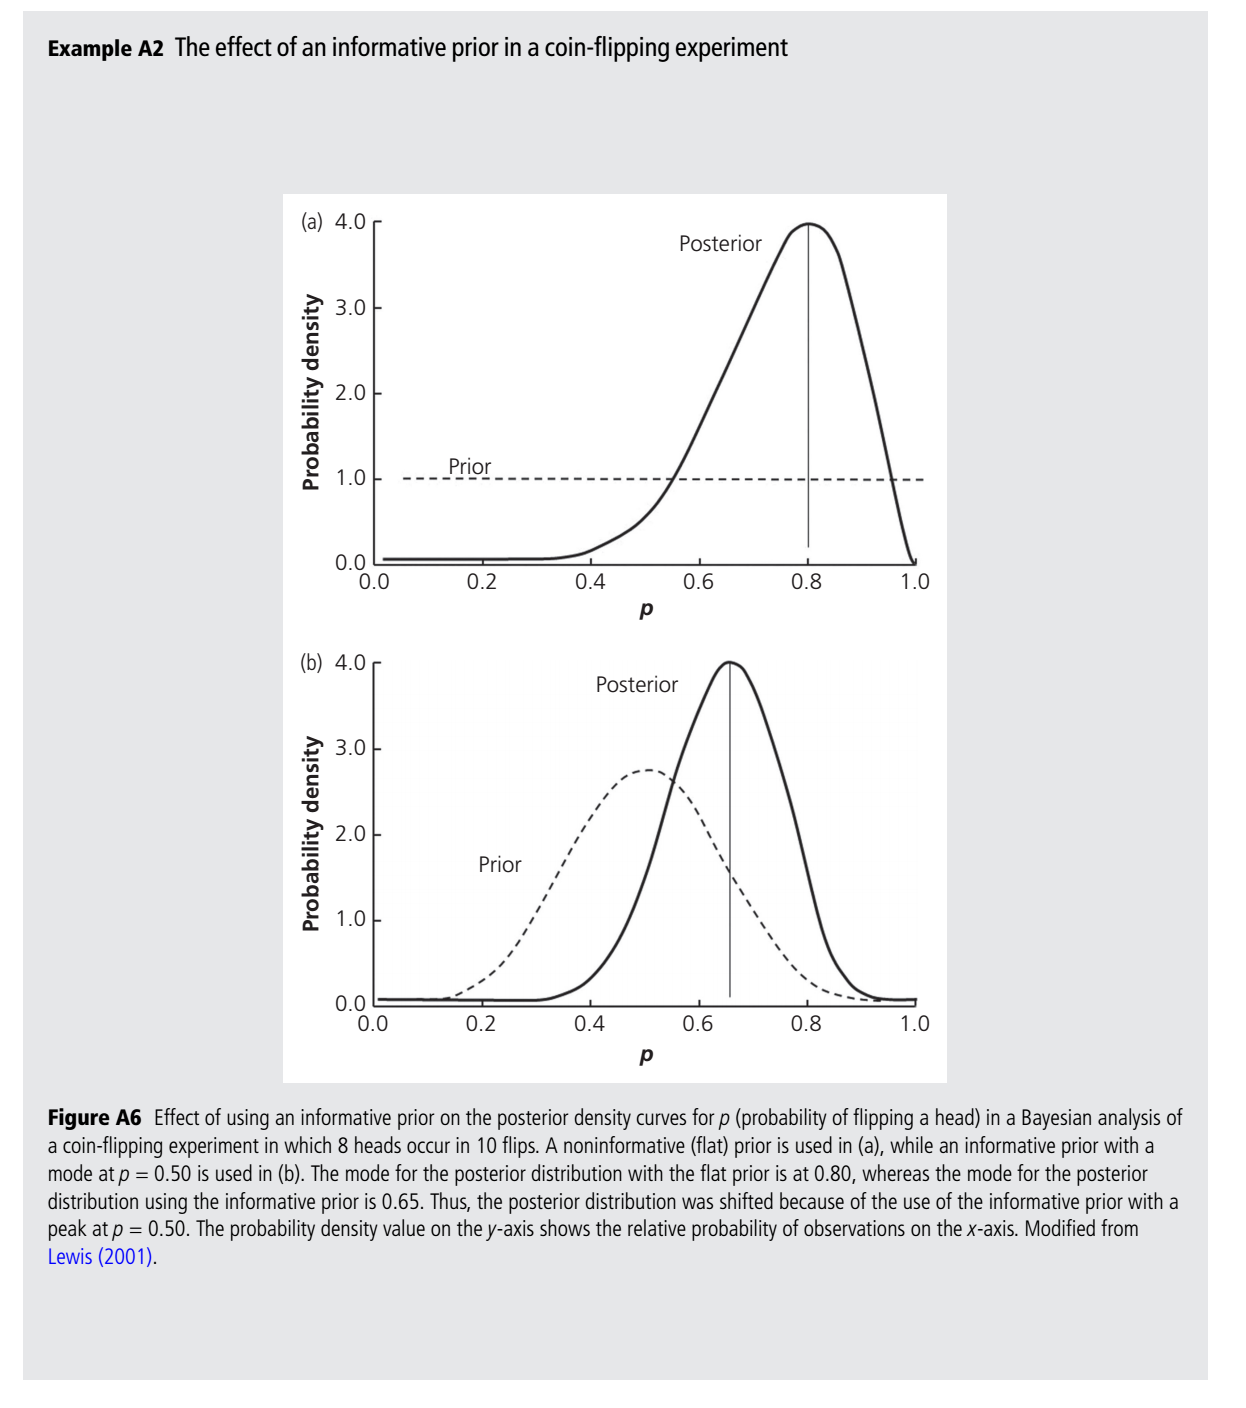 Example A2 The effect of an informative prior in a coin-flipping experiment
(a) 4.0
Posterior
3.0
Probability density
2.0
Prior
1.0
0.0
0.0 0.2 0.4 0.6 0.8 1.0
p
(b) 4.0
Posterior
3.0
Probability density
2.0
Prior
1.0
0.0
0.0 0.2 0.4 0.6 0.8 1.0
p
Figure A6 Effect of using an informative prior on the posterior density curves for p (probability of flipping a head) in a Bayesian analysis of
a coin-flipping experiment in which 8 heads occur in 10 flips. A noninformative (flat) prior is used in (a), while an informative prior with a
mode at p = 0.50 is used in (b). The mode for the posterior distribution with the flat prior is at 0.80, whereas the mode for the posterior
distribution using the informative prior is 0.65. Thus, the posterior distribution was shifted because of the use of the informative prior with a
peak at p = 0.50. The probability density value on the y-axis shows the relative probability of observations on the x-axis. Modified from
Lewis (2001).